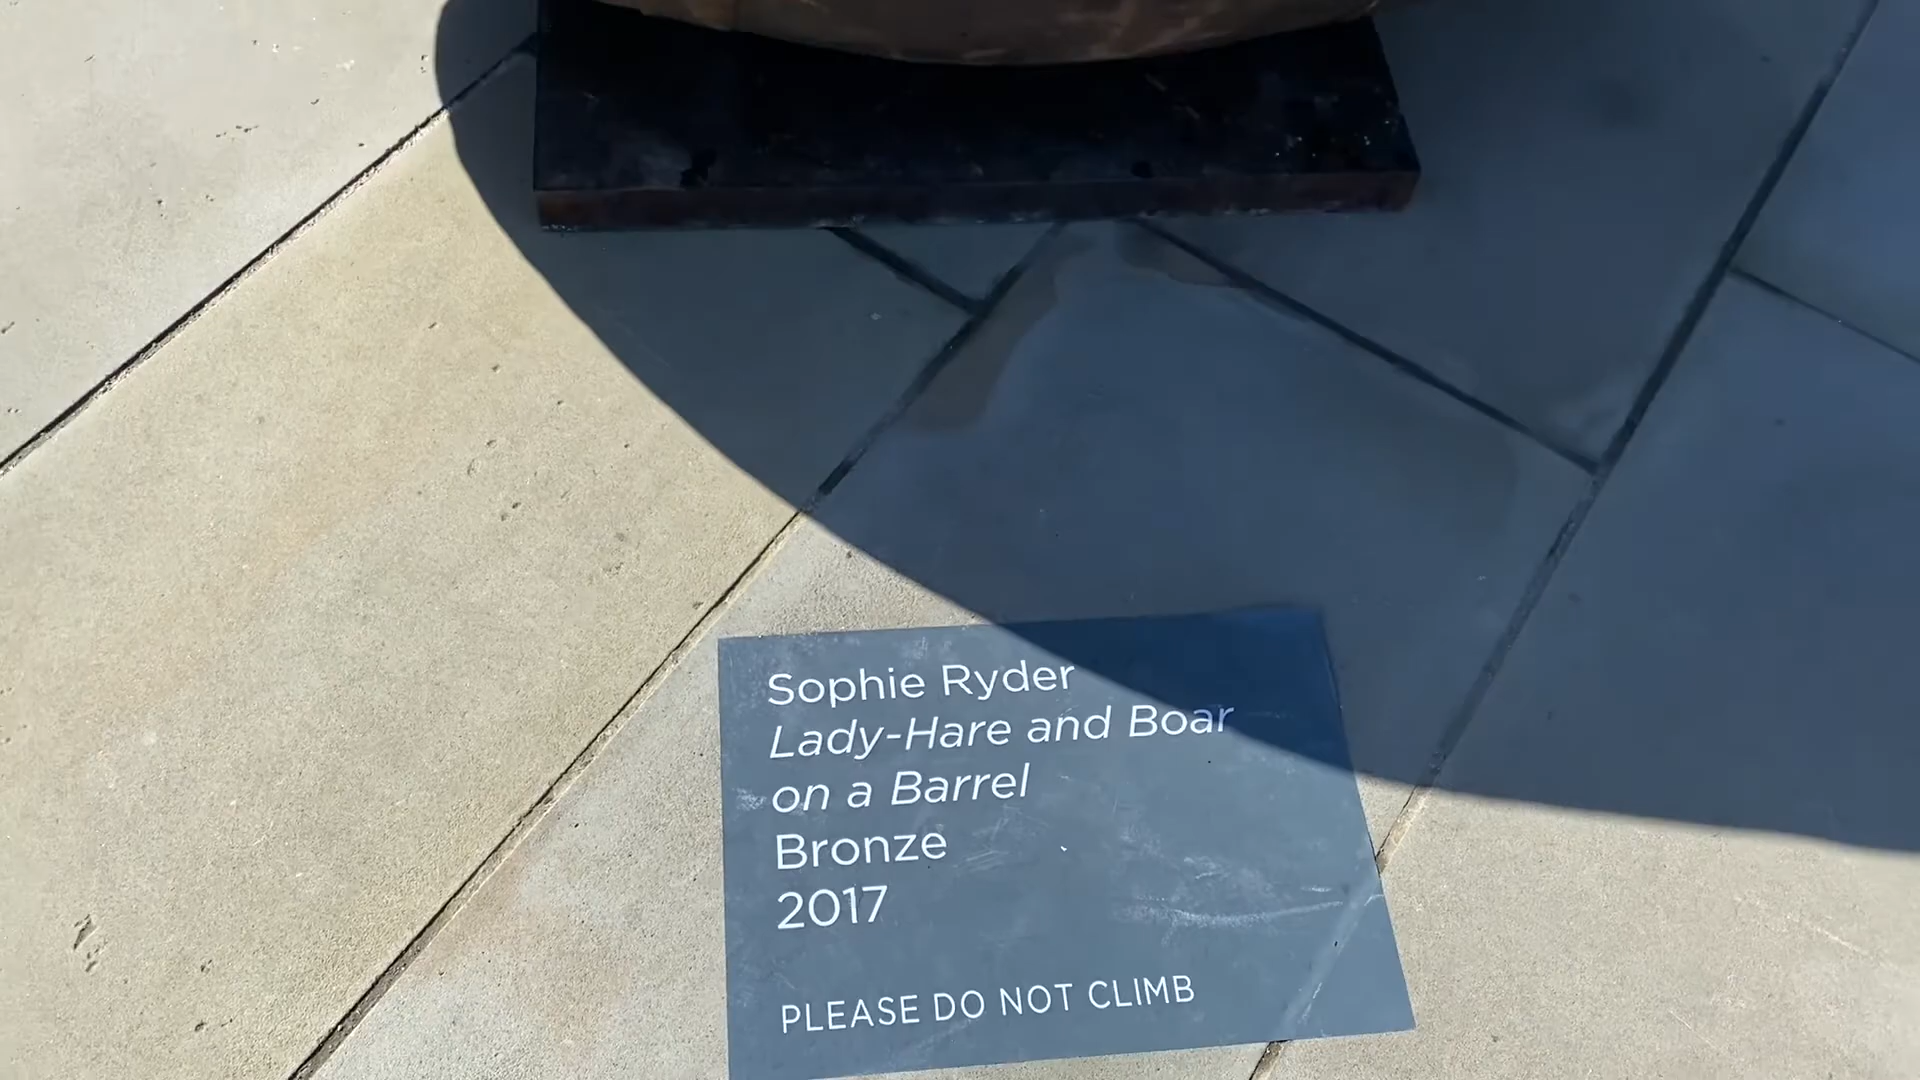 Sophie Ryder
Lady-Hare and Boar
on a Barrel
Bronze
2017
PLEASE DO NOT CLIMB